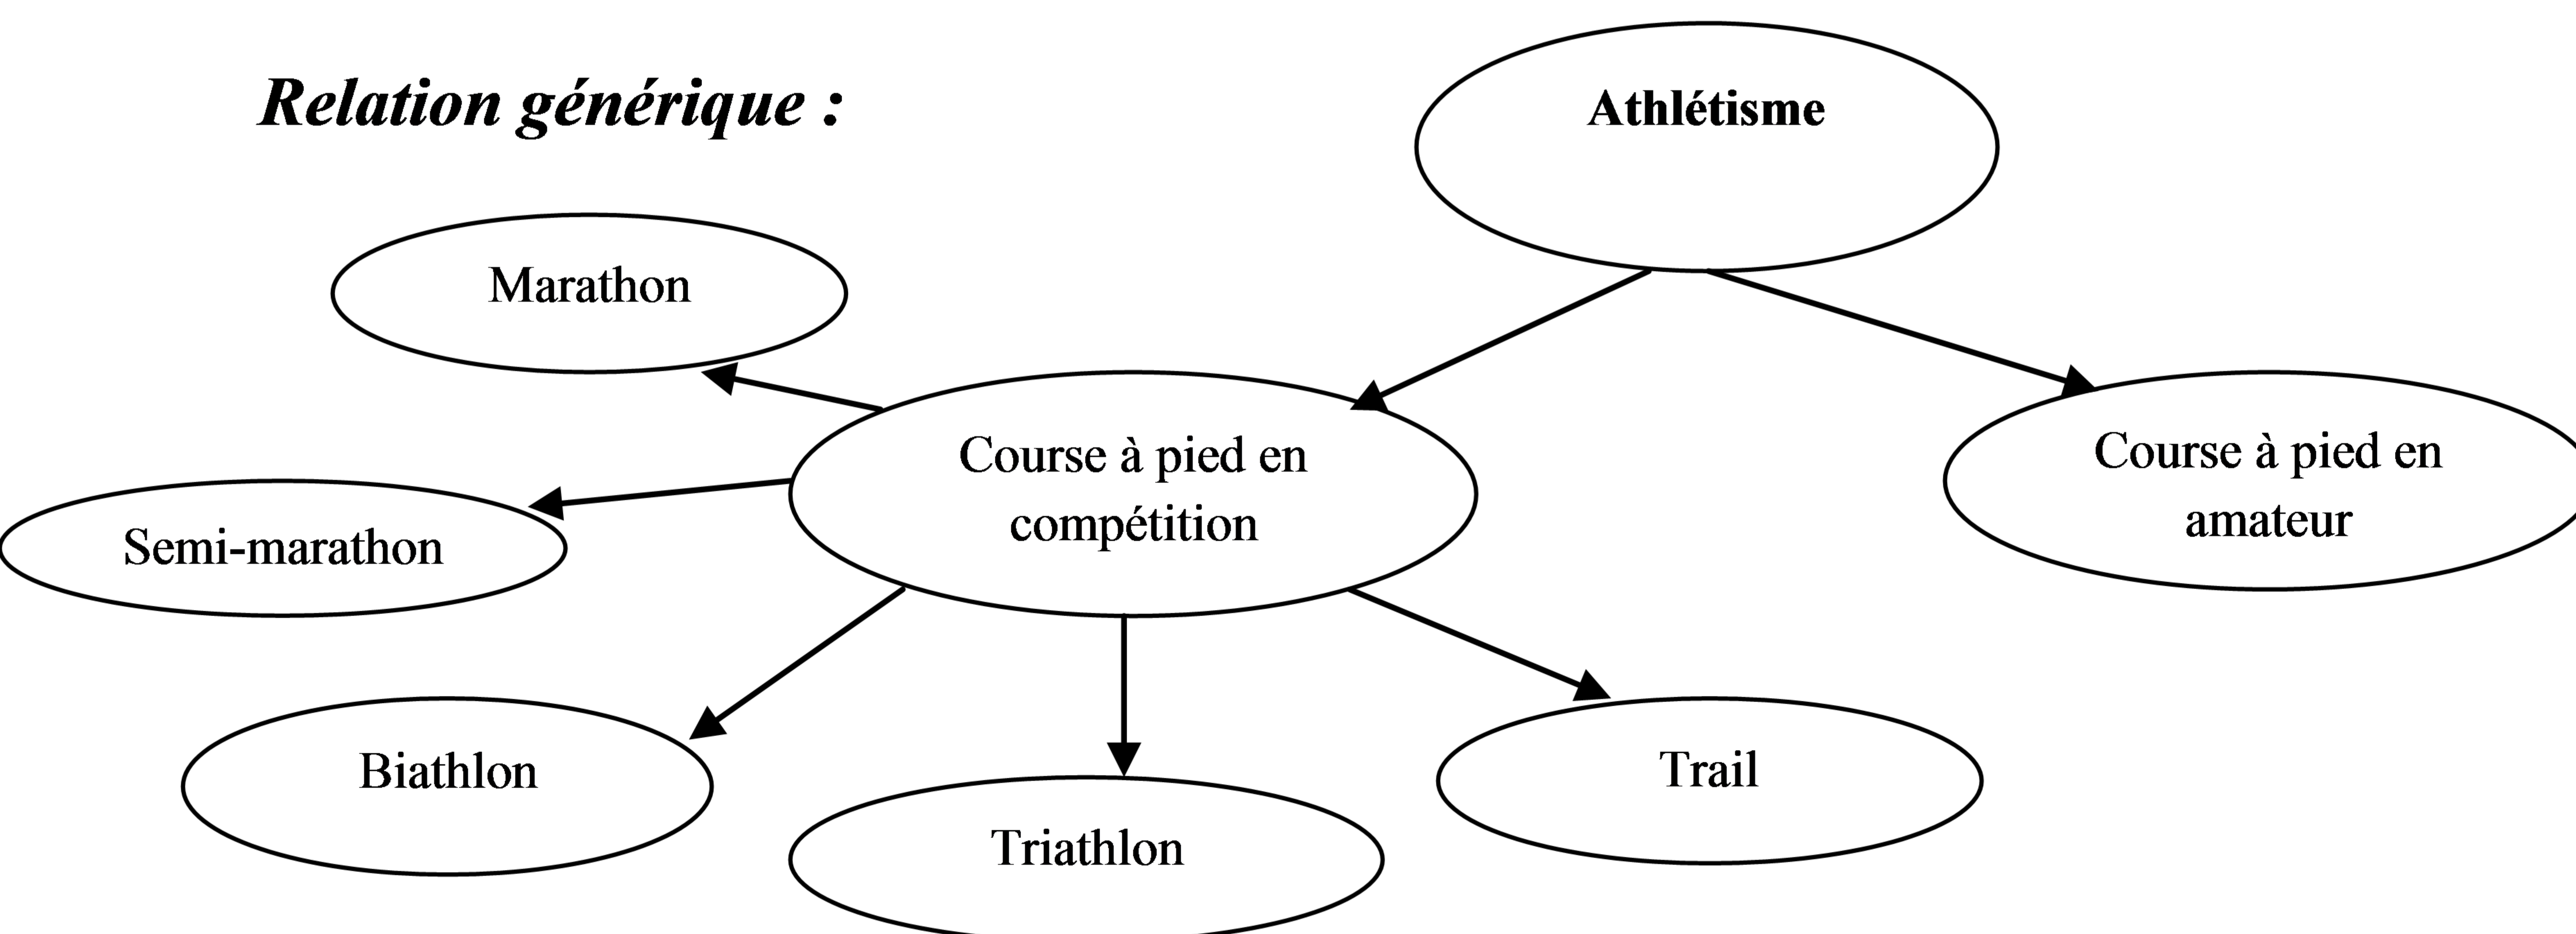 Relation générique :
Athlétisme
Marathon
Course à pied en
compétition
Course à pied en
amateur
Semi-marathon
Biathlon
Triathlon
Trail